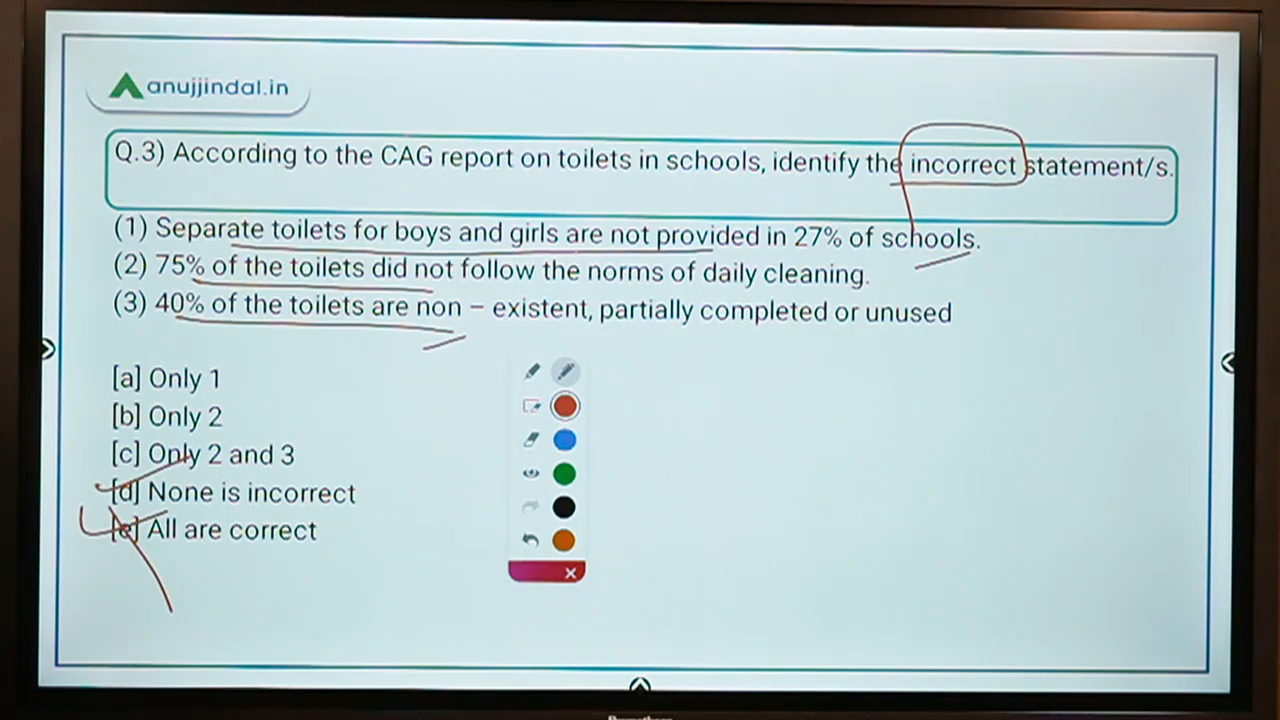 anujjindal.in
Q.3) According to the CAG report on toilets in schools, identify the incorrect statement/s.
(1) Separate toilets for boys and girls are not provided in 27% of schools.
(2) 75% of the toilets did not follow the norms of daily cleaning.
(3) 40% of the toilets are non – existent, partially completed or unused
[a] Only 1
[b] Only 2
[c] Only 2 and 3
[d] None is incorrect
[e] All are correct